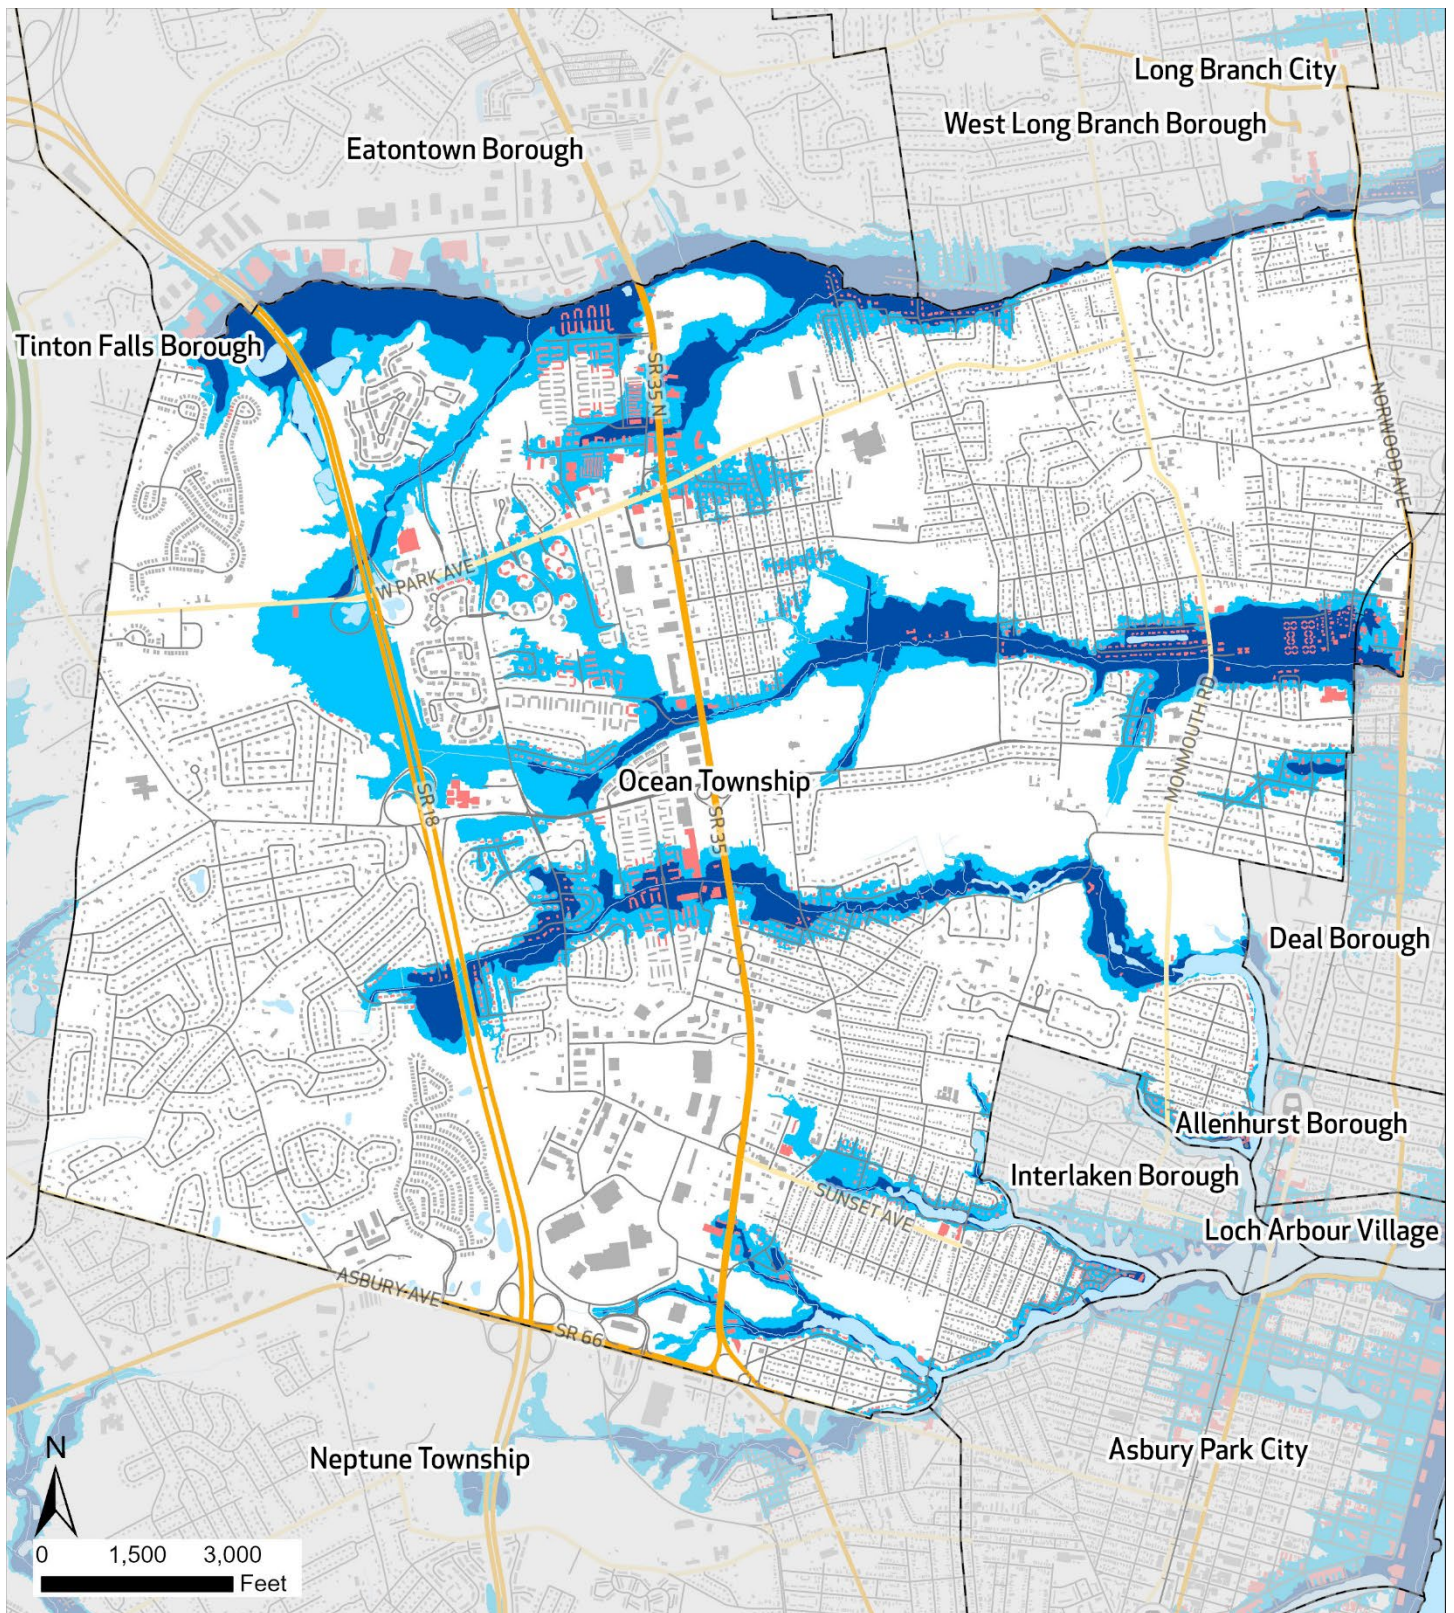 Long Branch City
West Long Branch Borough
Eatontown Borough
Tinton Falls Borough
SR 35 N
NORWOOD AVE
W PARK AVE
MONMOUTH RD
Ocean Township
SR 18
SR 35
Deal Borough
Allenhurst Borough
Interlaken Borough
SUNSET AVE
Loch Arbour Village
ASBURY AVE
SR 66
Neptune Township
Asbury Park City
N
0 1,500 3,000
Feet